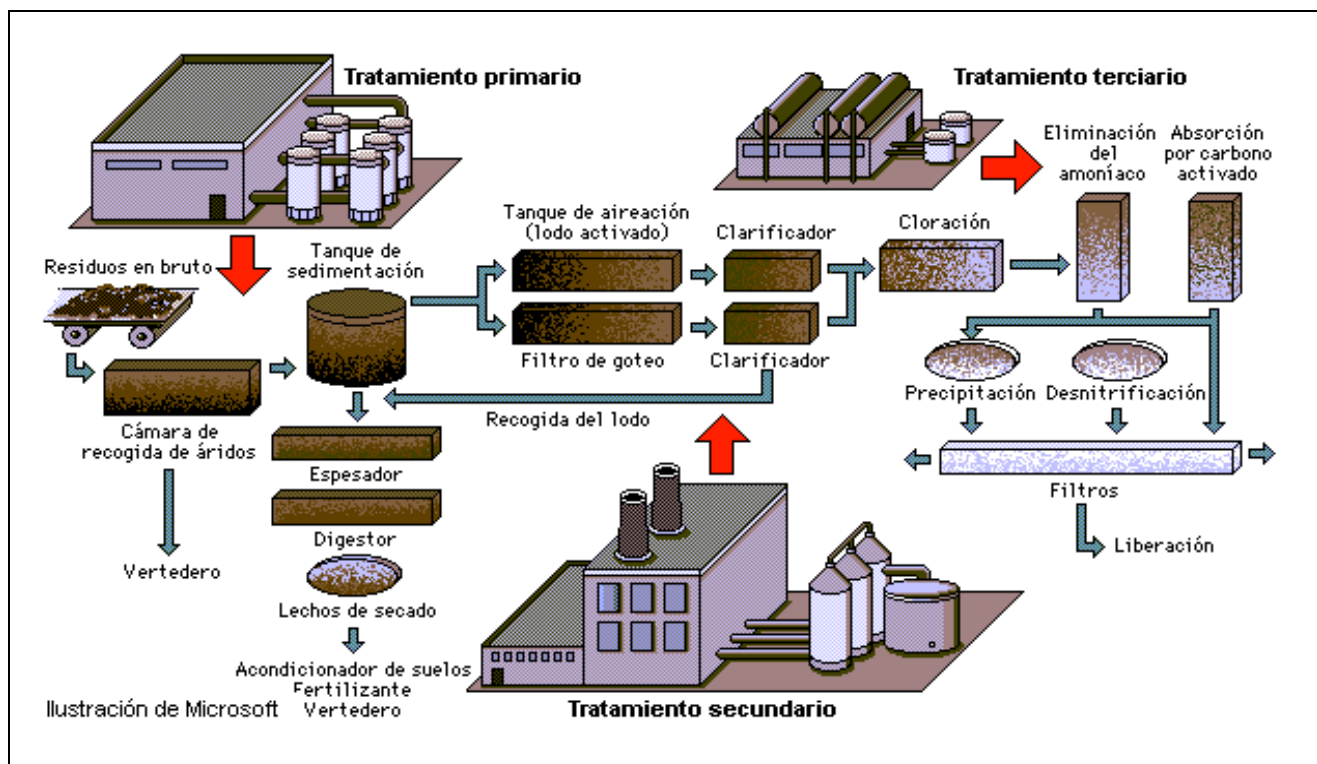 Tratamiento primario
Tratamiento terciario
Eliminación
del
amoníaco
Absorción
por carbono
activado
Tanque de aireación
(lodo activado)
Clarificador
Cloración
Tanque de
sedimentación
Residuos en bruto
Filtro de goteo
Clarificador
Precipitación
Desnitrificación
Recogida del lodo
Cámara de
recogida de áridos
Espesador
Filtros
Digestor
Liberación
Vertedero
Lechos de secado
Acondicionador de suelos
Fertilizante
Vertedero
Ilustración de Microsoft
Tratamiento secundario